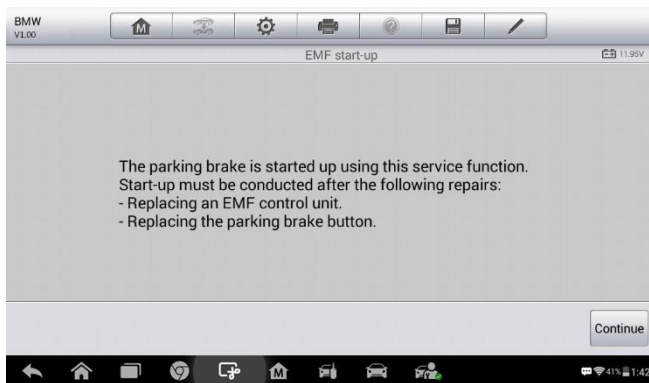 BMW
V1.00
EMF start-up
11.95V
The parking brake is started up using this service function.
Start-up must be conducted after the following repairs:
- Replacing an EMF control unit.
- Replacing the parking brake button.
Continue
41% 1:42